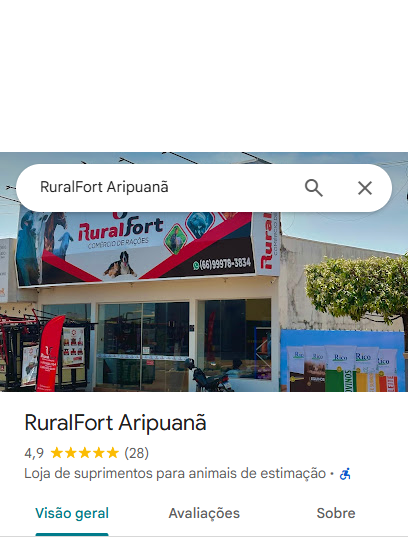 RuralFort Aripuanã
Ruralfort
COMÉRCIO DE RAÇÕES
(66)99978-3834
Rural
RICO
RICO
RICO
RuralFort Aripuanã
4,9 ★★★★★ (28)
Loja de suprimentos para animais de estimação ·
Visão geral
Avaliações
Sobre